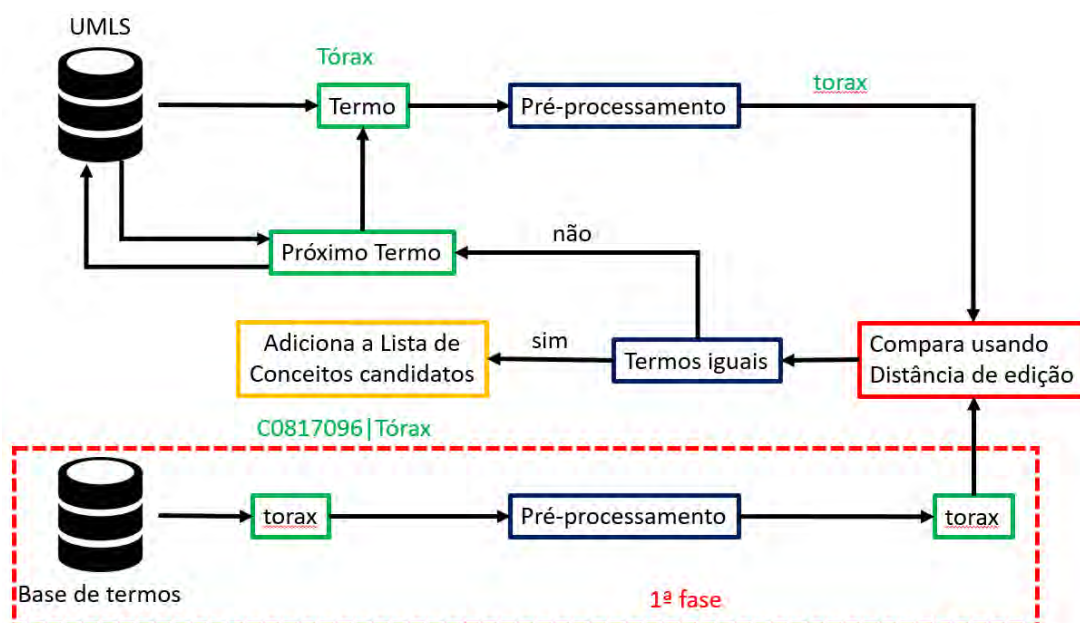 UMLS
Tórax
Termo
Pré-processamento
torax
Próximo Termo
não
Adiciona a Lista de
Conceitos candidatos
sim
Termos iguais
Compara usando
Distância de edição
C0817096|Tórax
torax
Pré-processamento
torax
Base de termos
1ª fase